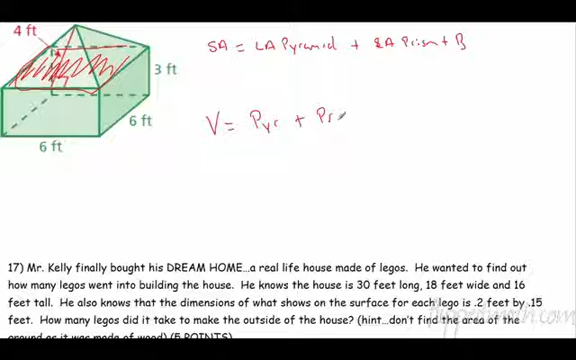 4 ft
SA = LA Pyramid + LA Prism + B
3 ft
V = Pyr + Pr
6 ft
6 ft
17) Mr. Kelly finally bought his DREAM HOME...a real life house made of legos. He wanted to find out
how many legos went into building the house. He knows the house is 30 feet long, 18 feet wide and 16
feet tall. He also knows that the dimensions of what shows on the surface for each lego is .2 feet by .15
feet. How many legos did it take to make the outside of the house? (hint...don't find the area of the
ground as it was made of wood) (5 POINTS)
flippedmath.com